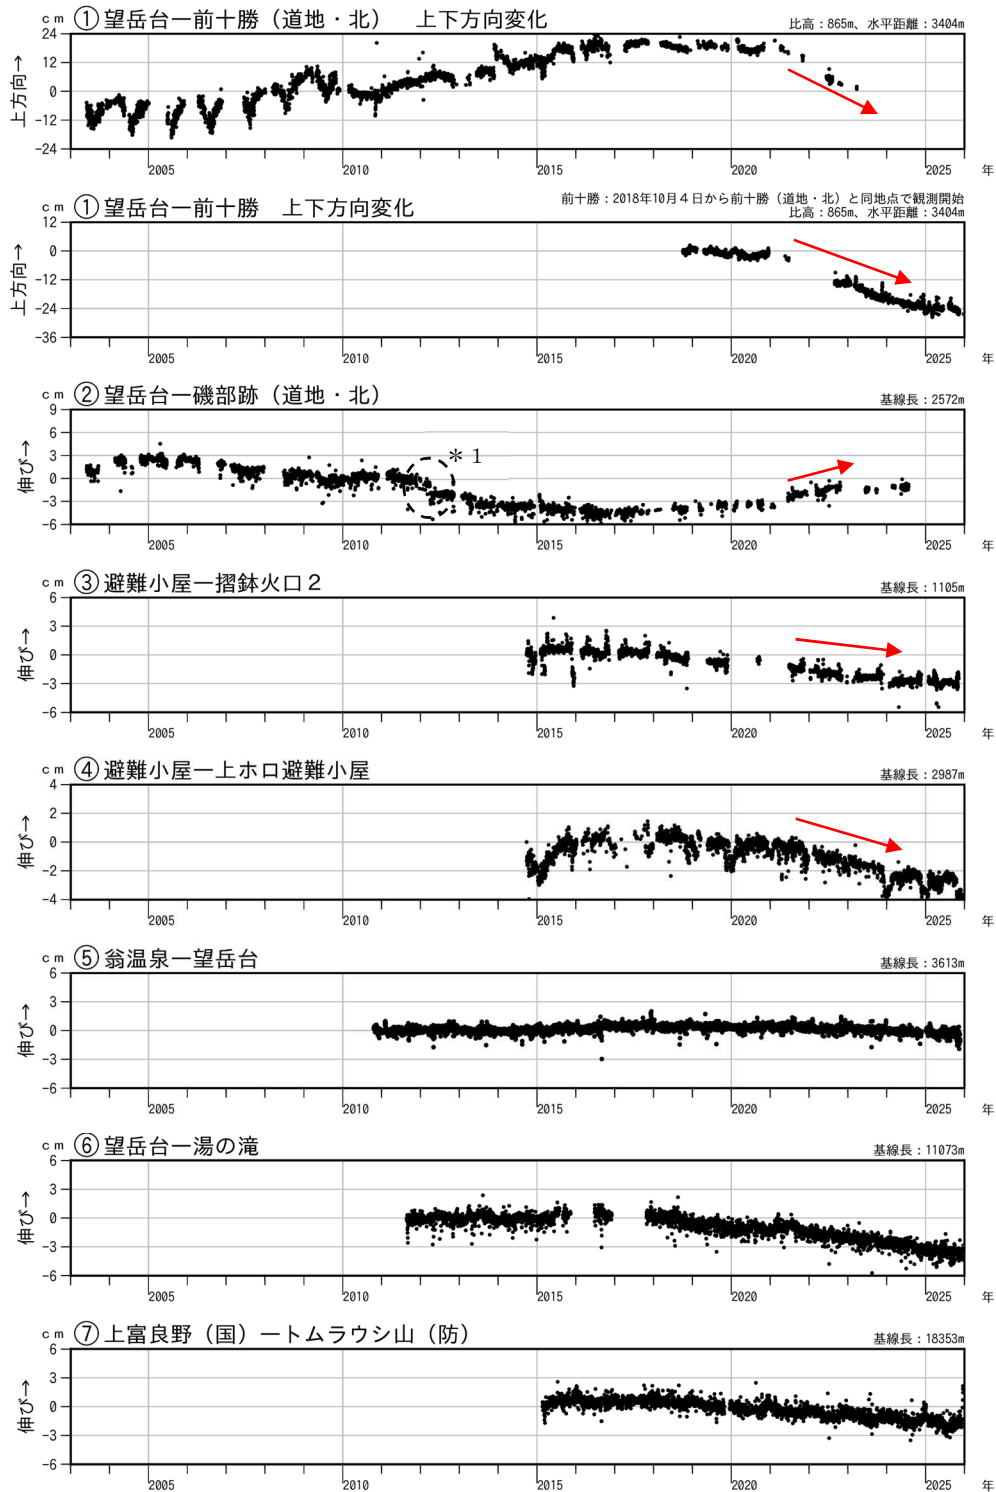 cm ①望岳台ー前十勝（道地・北）　上下方向変化
比高：865m、水平距離：3404m
24
12
0
-12
-24
上方向→
2005 2010 2015 2020 2025 年
cm ①望岳台ー前十勝　上下方向変化
前十勝：2018年10月４日から前十勝（道地・北）と同地点で観測開始
比高：865m、水平距離：3404m
12
0
-12
-24
-36
上方向→
2005 2010 2015 2020 2025 年
cm ②望岳台ー磯部跡（道地・北）
基線長：2572m
9
6
3
0
-3
-6
伸び→
＊１
2005 2010 2015 2020 2025 年
cm ③避難小屋ー摺鉢火口２
基線長：1105m
6
3
0
-3
-6
伸び→
2005 2010 2015 2020 2025 年
cm ④避難小屋ー上ホロ避難小屋
基線長：2987m
4
2
0
-2
-4
伸び→
2005 2010 2015 2020 2025 年
cm ⑤翁温泉ー望岳台
基線長：3613m
6
3
0
-3
-6
伸び→
2005 2010 2015 2020 2025 年
cm ⑥望岳台ー湯の滝
基線長：11073m
6
3
0
-3
-6
伸び→
2005 2010 2015 2020 2025 年
cm ⑦上富良野（国）ートムラウシ山（防）
基線長：18353m
6
3
0
-3
-6
伸び→
2005 2010 2015 2020 2025 年